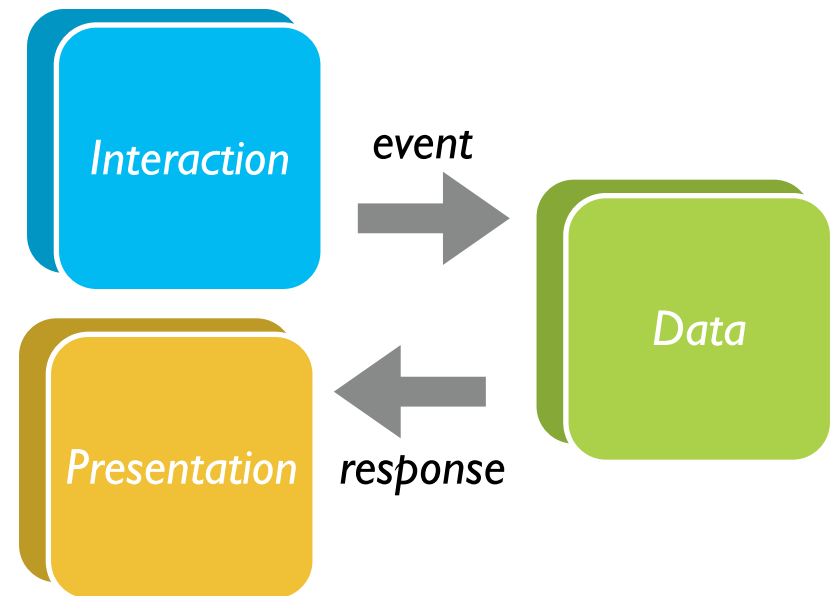 Interaction
event
Data
Presentation
response